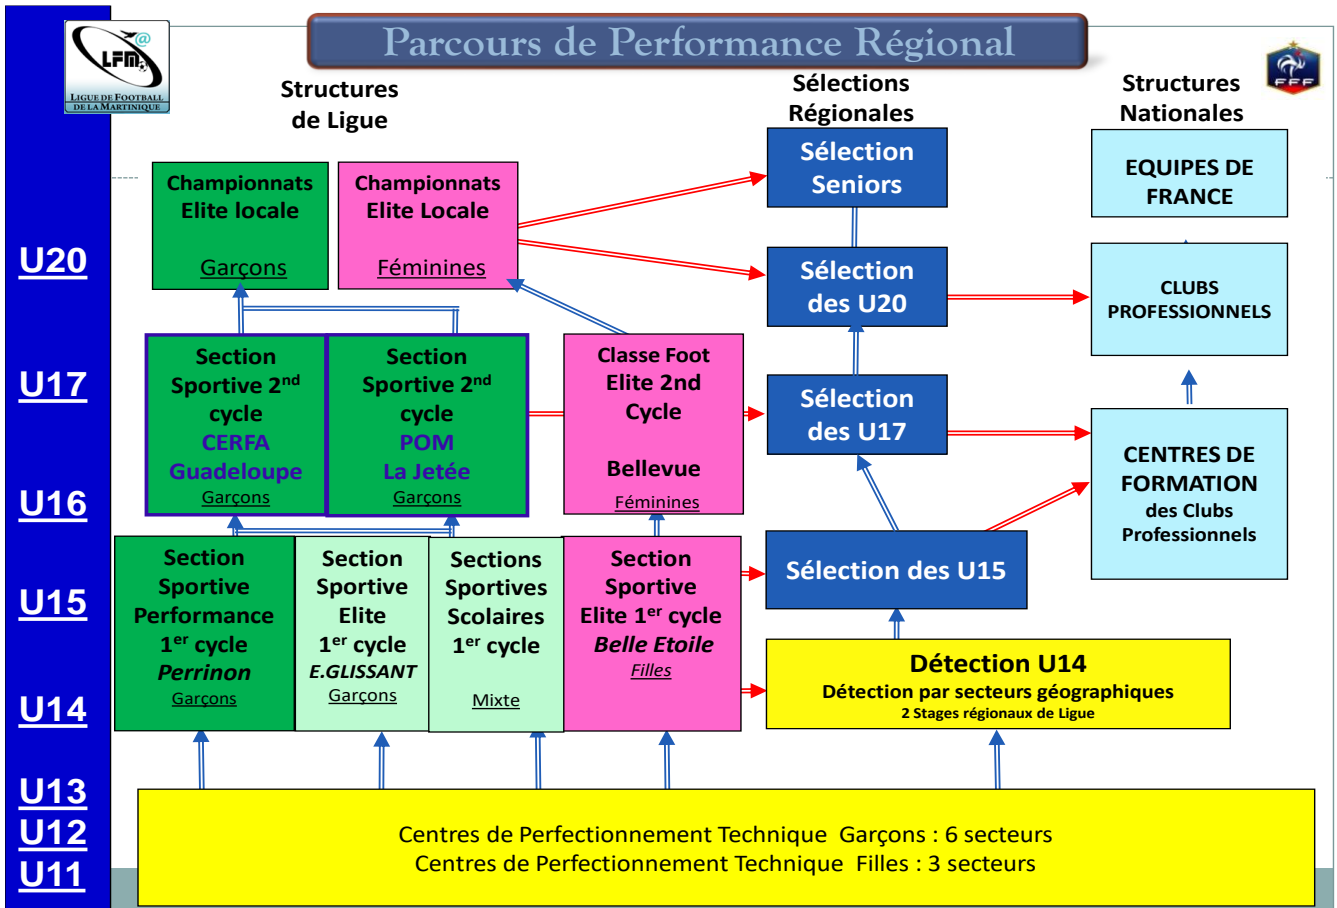 Parcours de Performance Régional
LFM
@
LIGUE DE FOOTBALL
DE LA MARTINIQUE
FFF
Structures
de Ligue
Sélections
Régionales
Structures
Nationales
U20
U17
U16
U15
U14
U13
U12
U11
Championnats
Elite locale
Garçons
Championnats
Elite Locale
Féminines
Sélection
Seniors
EQUIPES DE
FRANCE
Sélection
des U20
CLUBS
PROFESSIONNELS
Section
Sportive 2nd
cycle
CERFA
Guadeloupe
Garçons
Section
Sportive 2nd
cycle
POM
La Jetée
Garçons
Classe Foot
Elite 2nd
Cycle
Bellevue
Féminines
Sélection
des U17
CENTRES DE
FORMATION
des Clubs
Professionnels
Section
Sportive
Performance
1er cycle
Perrinon
Garçons
Section
Sportive
Elite
1er cycle
E.GLISSANT
Garçons
Sections
Sportives
Scolaires
1er cycle
Mixte
Section
Sportive
Elite 1er cycle
Belle Etoile
Filles
Sélection des U15
Détection U14
Détection par secteurs géographiques
2 Stages régionaux de Ligue
Centres de Perfectionnement Technique Garçons : 6 secteurs
Centres de Perfectionnement Technique Filles : 3 secteurs